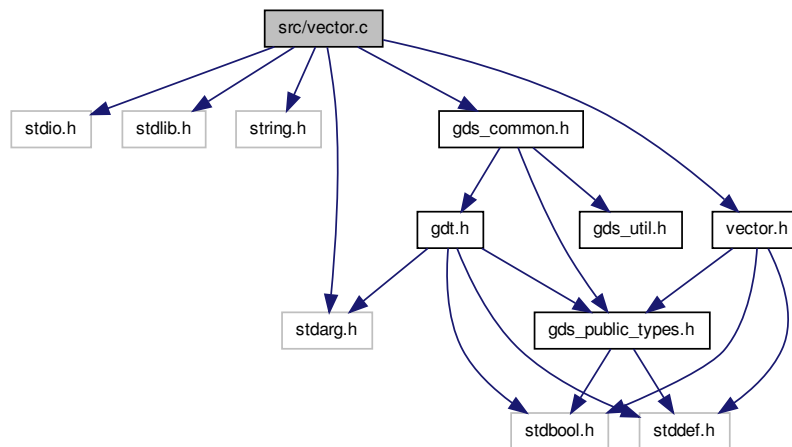 src/vector.c
stdio.h
stdlib.h
string.h
gds_common.h
gdt.h
gds_util.h
vector.h
stdarg.h
gds_public_types.h
stdbool.h
stddef.h